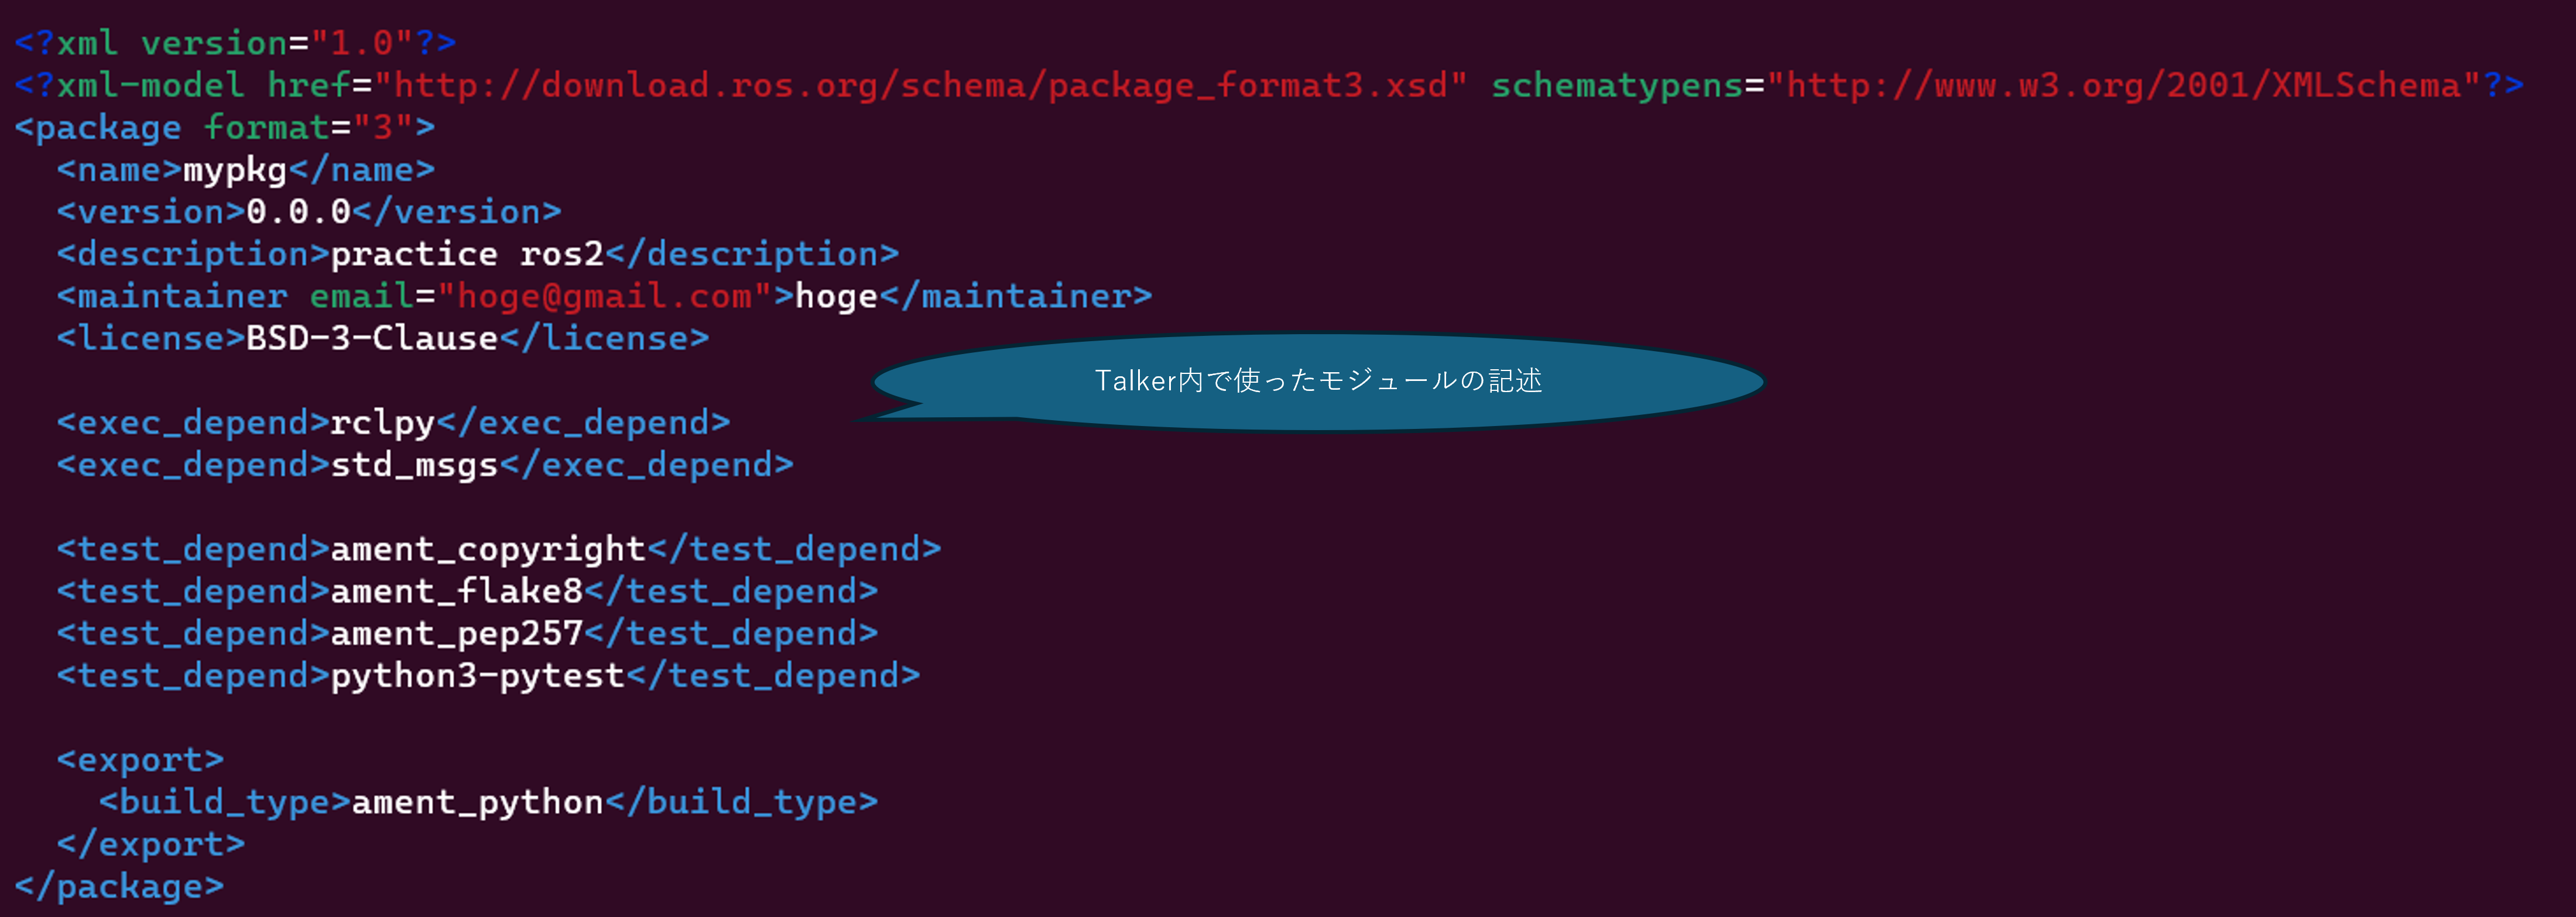 <?xml version="1.0"?>
<?xml-model href="http://download.ros.org/schema/package_format3.xsd" schematypens="http://www.w3.org/2001/XMLSchema"?>
<package format="3">
  <name>mypkg</name>
  <version>0.0.0</version>
  <description>practice ros2</description>
  <maintainer email="hoge@gmail.com">hoge</maintainer>
  <license>BSD-3-Clause</license>
Talker内で使ったモジュールの記述
  <exec_depend>rclpy</exec_depend>
  <exec_depend>std_msgs</exec_depend>
  <test_depend>ament_copyright</test_depend>
  <test_depend>ament_flake8</test_depend>
  <test_depend>ament_pep257</test_depend>
  <test_depend>python3-pytest</test_depend>
  <export>
    <build_type>ament_python</build_type>
  </export>
</package>